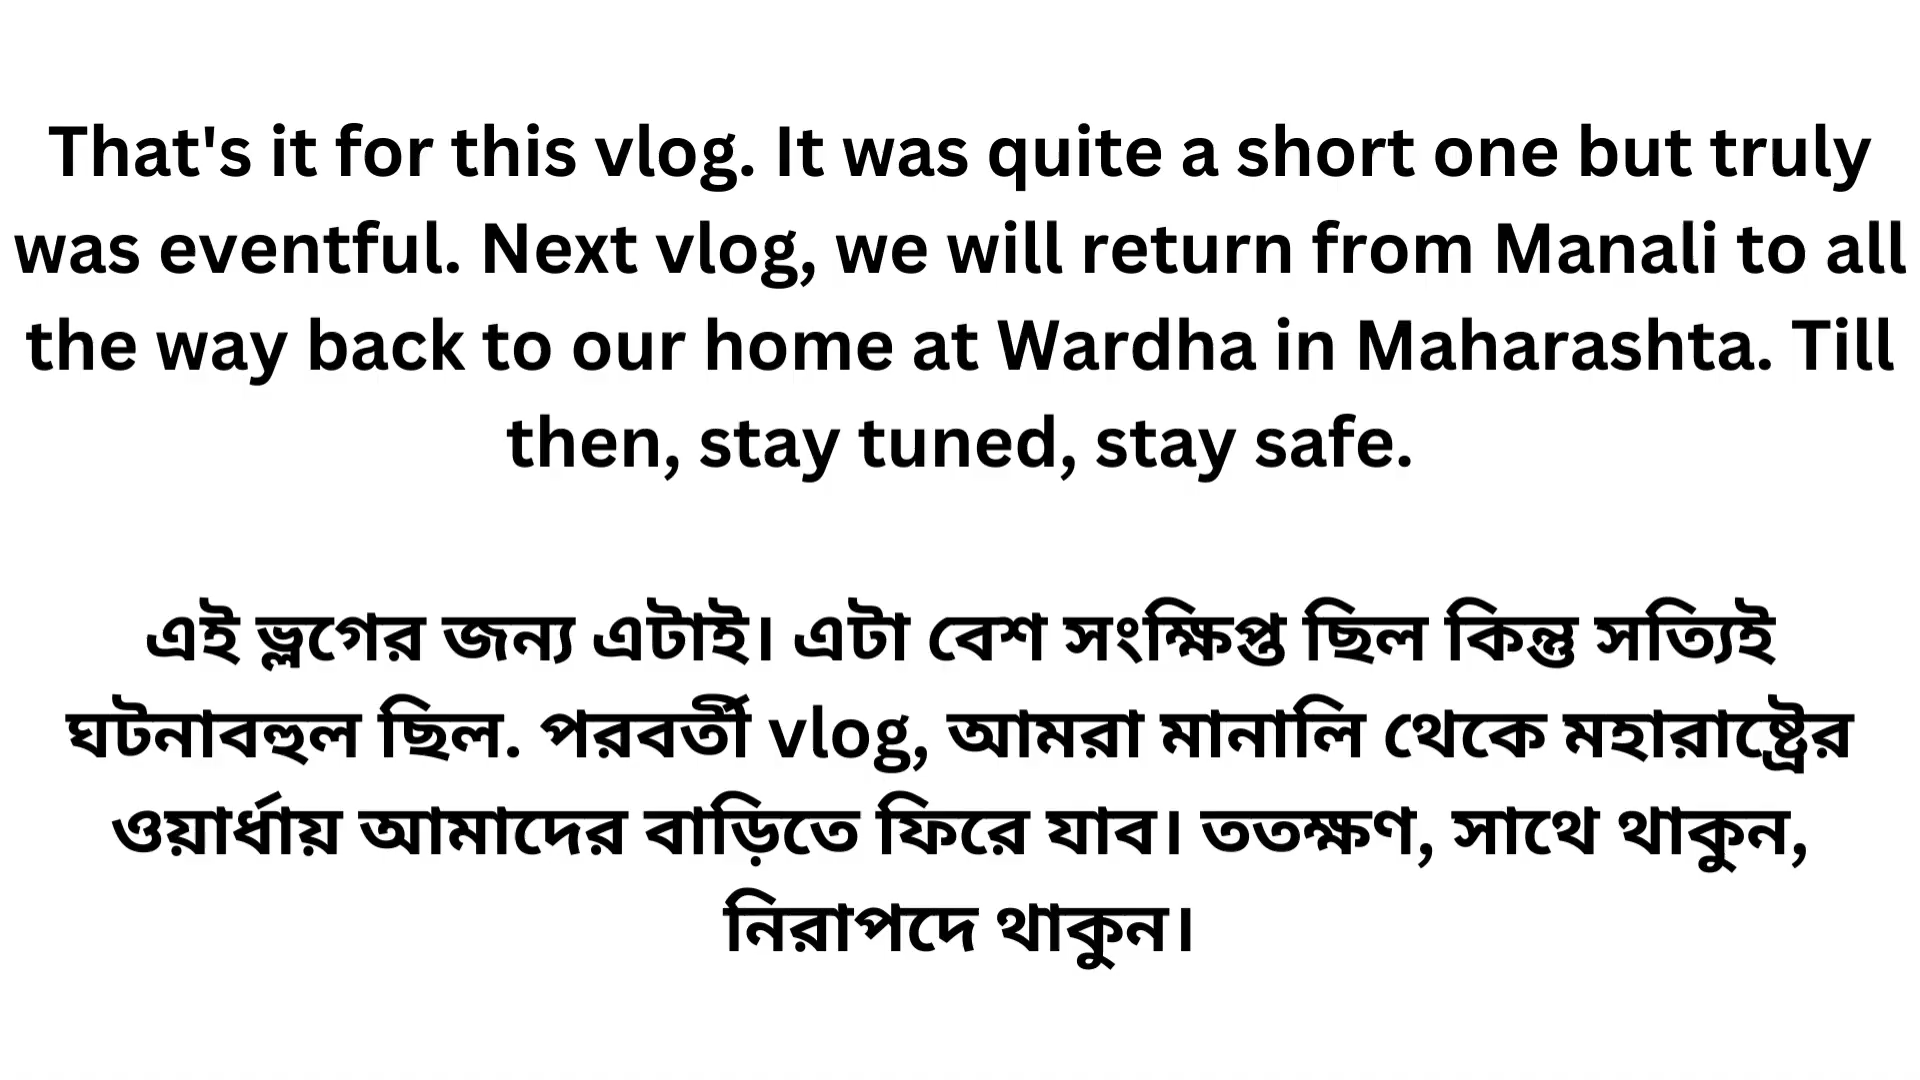 That's it for this vlog. It was quite a short one but truly
was eventful. Next vlog, we will return from Manali to all
the way back to our home at Wardha in Maharashta. Till
then, stay tuned, stay safe.
এই ভ্লগের জন্য এটাই। এটা বেশ সংক্ষিপ্ত ছিল কিন্তু সত্যিই
ঘটনাবহুল ছিল. পরবর্তী vlog, আমরা মানালি থেকে মহারাষ্ট্রের
ওয়ার্ধায় আমাদের বাড়িতে ফিরে যাব। ততক্ষণ, সাথে থাকুন,
নিরাপদে থাকুন।